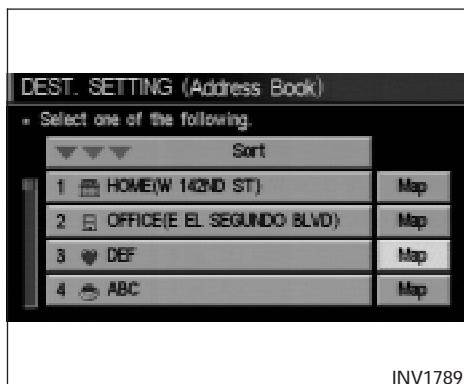 DEST. SETTING (Address Book)
Select one of the following.
Sort
1 HOME(W 142ND ST) Map
2 OFFICE(E EL SEGUNDO BLVD) Map
3 DEF Map
4 ABC Map
INV1789